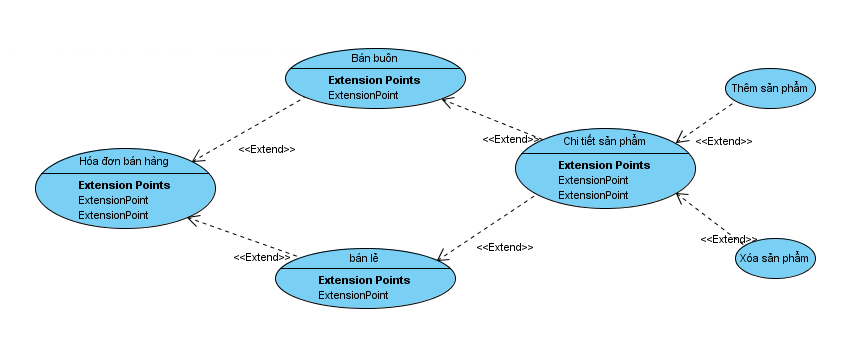 Bán buôn
Extension Points
ExtensionPoint
Thêm sản phẩm
<<Extend>>
<<Extend>>
<<Extend>>
Chi tiết sản phẩm
Extension Points
ExtensionPoint
ExtensionPoint
Hóa đơn bán hàng
Extension Points
ExtensionPoint
ExtensionPoint
<<Extend>>
<<Extend>>
<<Extend>>
bán lẻ
Extension Points
ExtensionPoint
Xóa sản phẩm